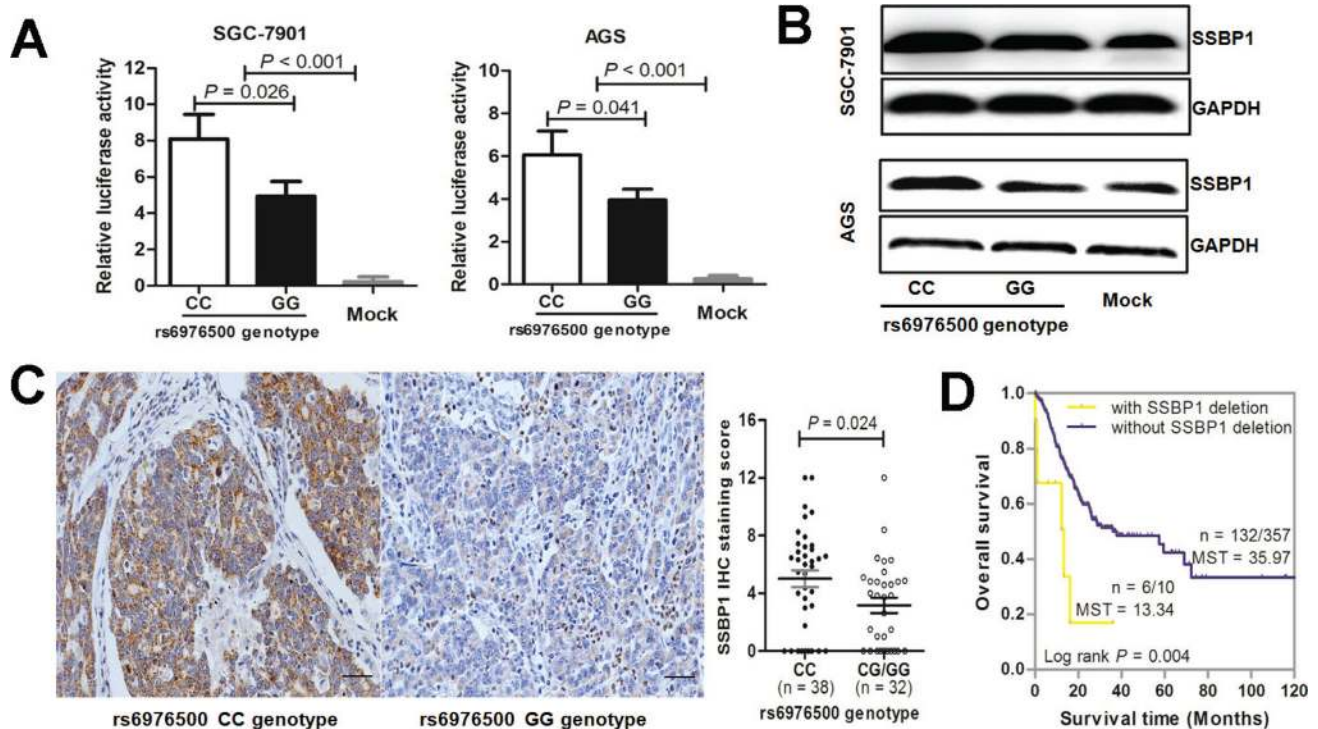 A
SGC-7901
Relative luciferase activity
12
10
8
6
4
2
0
P < 0.001
P = 0.026
CC
GG
Mock
rs6976500 genotype
AGS
Relative luciferase activity
10
8
6
4
2
0
P < 0.001
P = 0.041
CC
GG
Mock
rs6976500 genotype
B
SGC-7901
SSBP1
GAPDH
AGS
SSBP1
GAPDH
CC
GG
Mock
rs6976500 genotype
C
rs6976500 CC genotype
rs6976500 GG genotype
SSBP1 IHC staining score
16
12
8
4
0
P = 0.024
CC
CG/GG
(n = 38)
(n = 32)
rs6976500 genotype
D
Overall survival
1.0
0.8
0.6
0.4
0.2
0.0
with SSBP1 deletion
without SSBP1 deletion
n = 132/357
MST = 35.97
n = 6/10
MST = 13.34
Log rank P = 0.004
0 20 40 60 80 100 120
Survival time (Months)